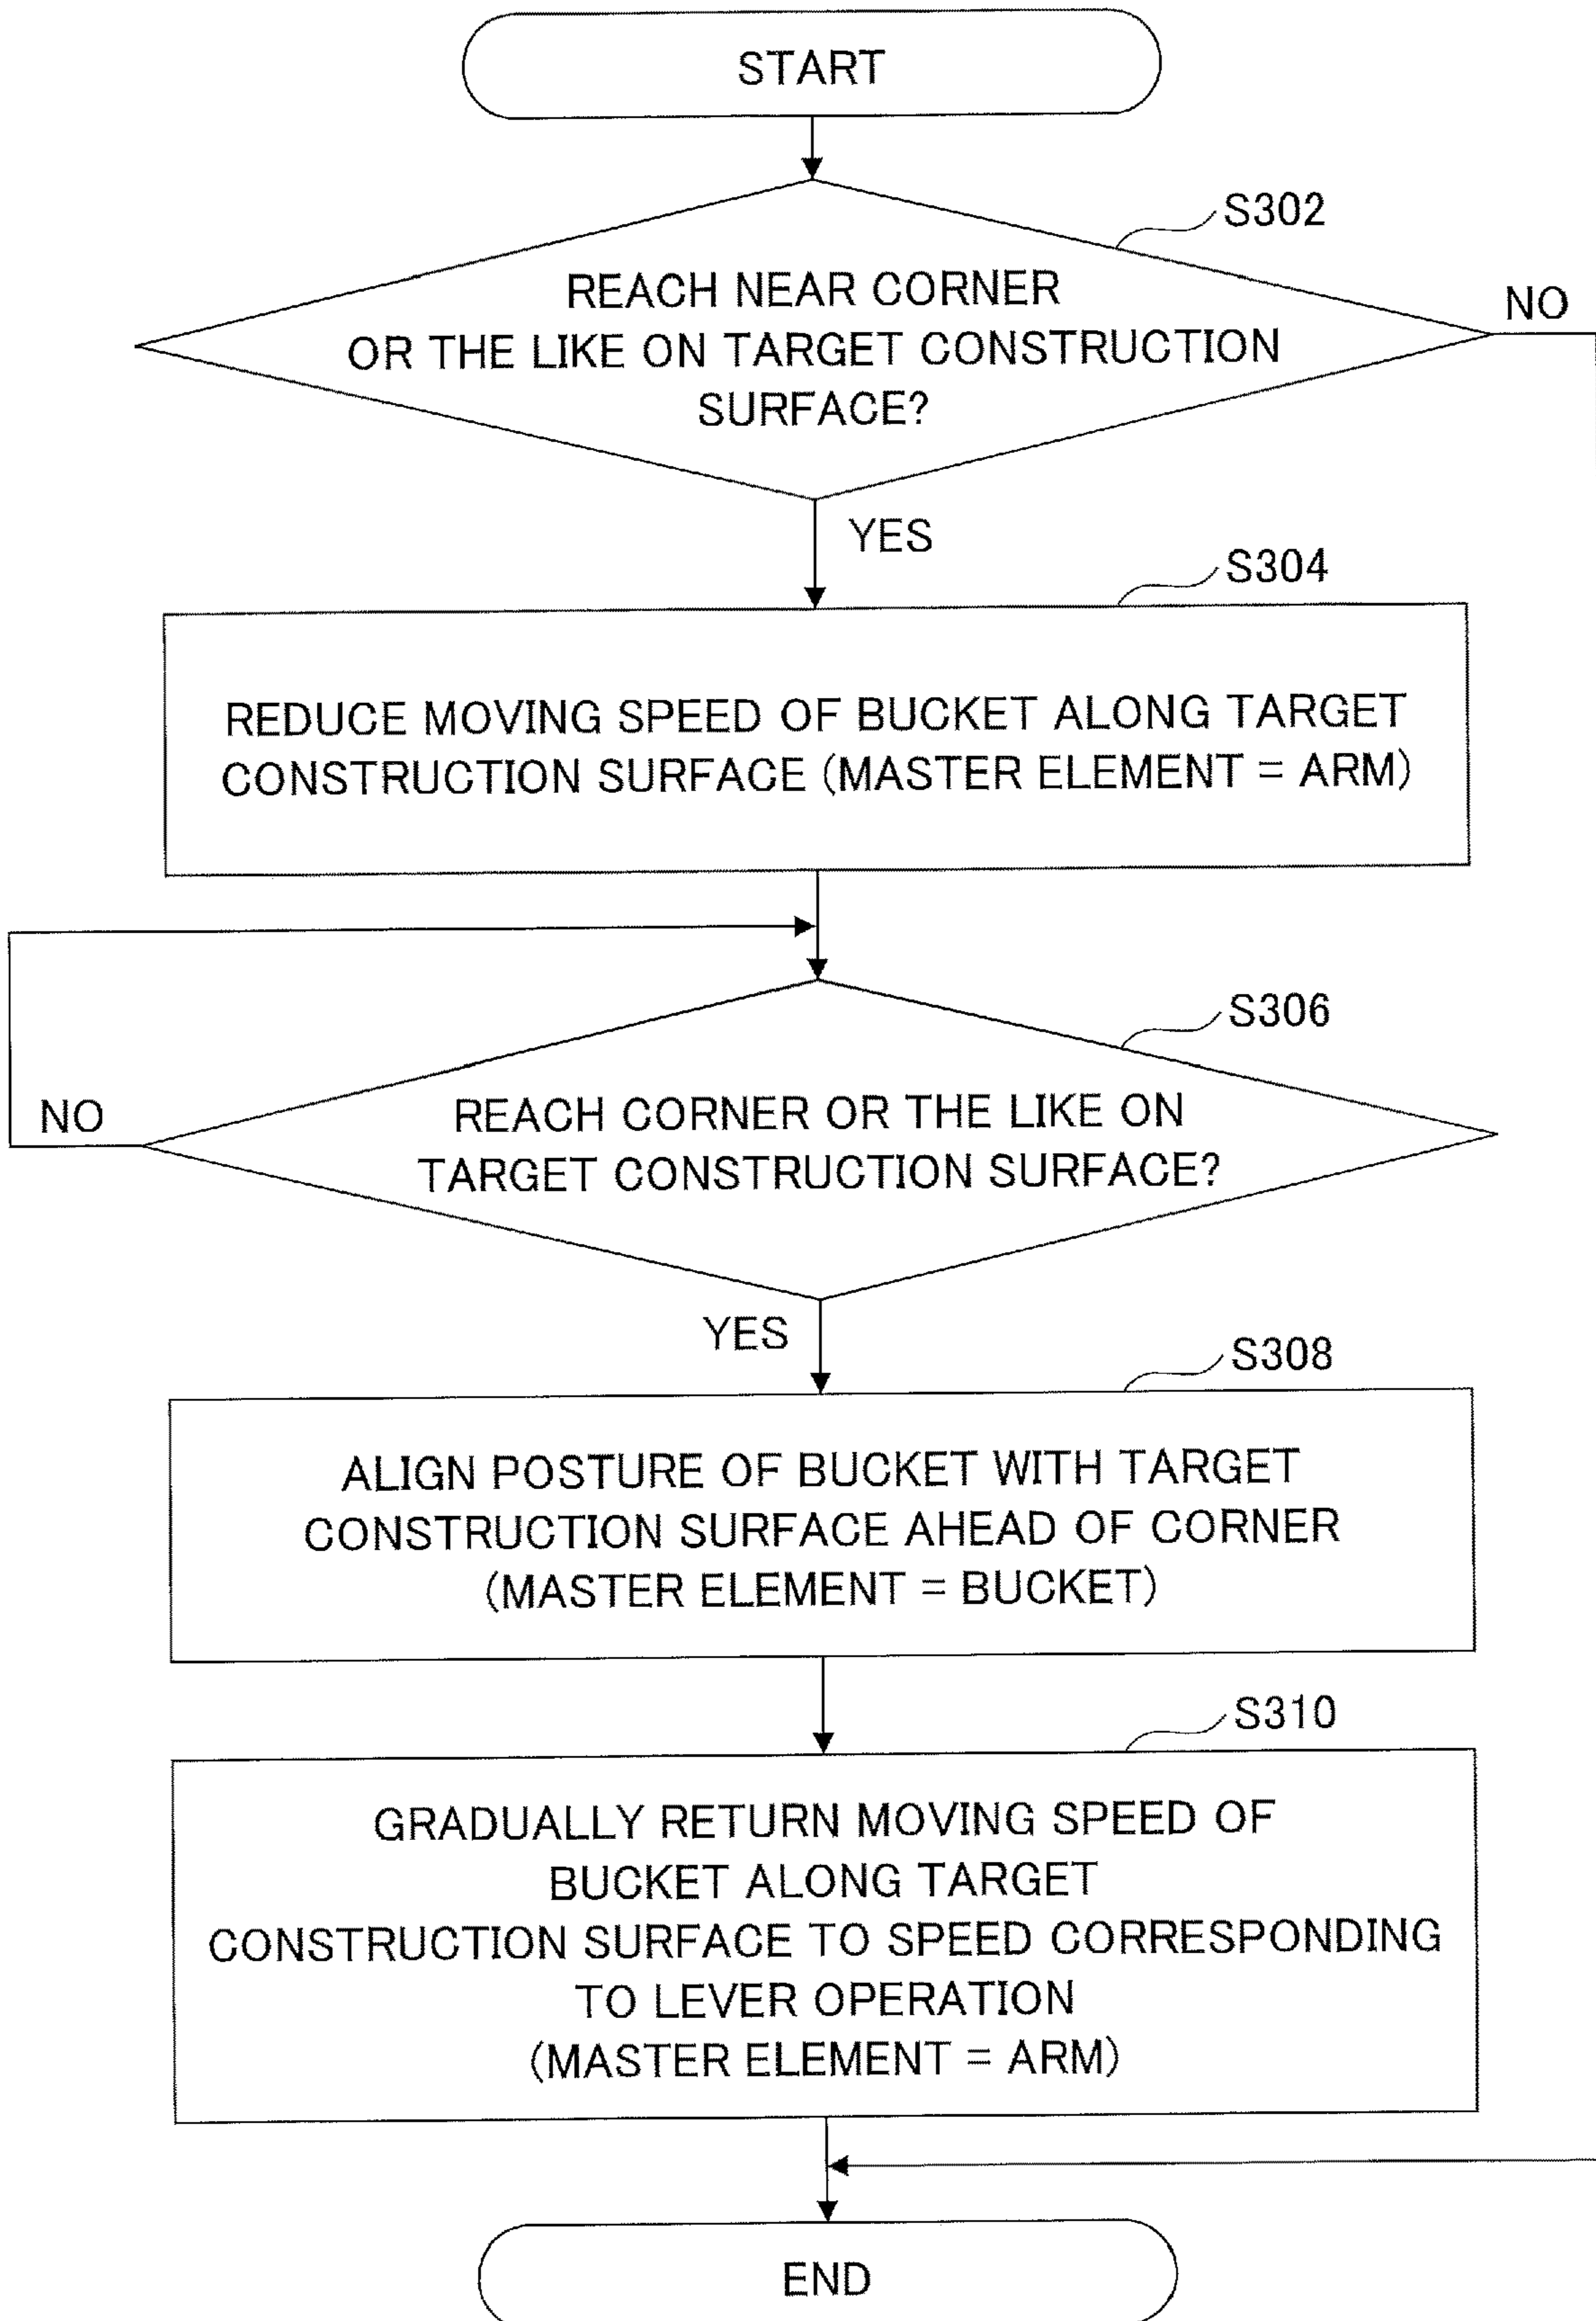 START
S302
REACH NEAR CORNER
OR THE LIKE ON TARGET CONSTRUCTION
SURFACE?
NO
YES
S304
REDUCE MOVING SPEED OF BUCKET ALONG TARGET
CONSTRUCTION SURFACE (MASTER ELEMENT = ARM)
S306
REACH CORNER OR THE LIKE ON
TARGET CONSTRUCTION SURFACE?
NO
YES
S308
ALIGN POSTURE OF BUCKET WITH TARGET
CONSTRUCTION SURFACE AHEAD OF CORNER
(MASTER ELEMENT = BUCKET)
S310
GRADUALLY RETURN MOVING SPEED OF
BUCKET ALONG TARGET
CONSTRUCTION SURFACE TO SPEED CORRESPONDING
TO LEVER OPERATION
(MASTER ELEMENT = ARM)
END